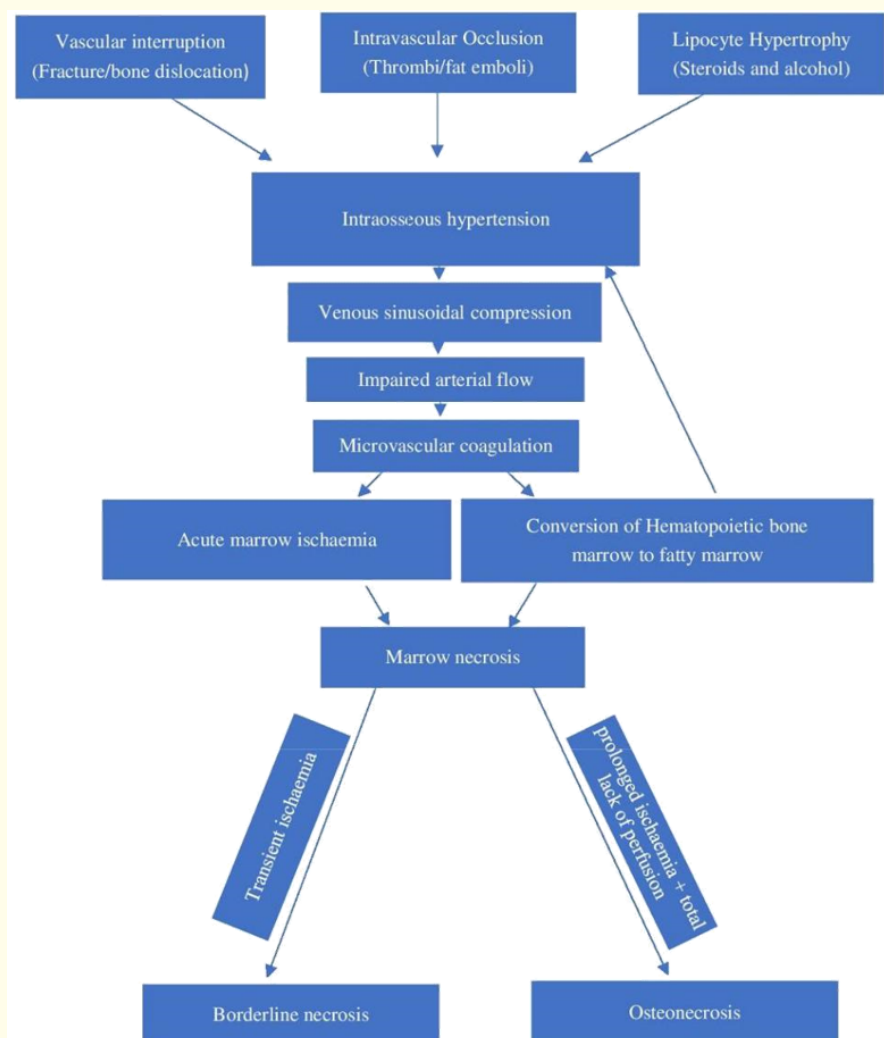 Vascular interruption
(Fracture/bone dislocation)
Intravascular Occlusion
(Thrombi/fat emboli)
Lipocyte Hypertrophy
(Steroids and alcohol)
Intraosseous hypertension
Venous sinusoidal compression
Impaired arterial flow
Microvascular coagulation
Acute marrow ischaemia
Conversion of Hematopoietic bone
marrow to fatty marrow
Marrow necrosis
Transient ischaemia
prolonged ischaemia + total
lack of perfusion
Borderline necrosis
Osteonecrosis